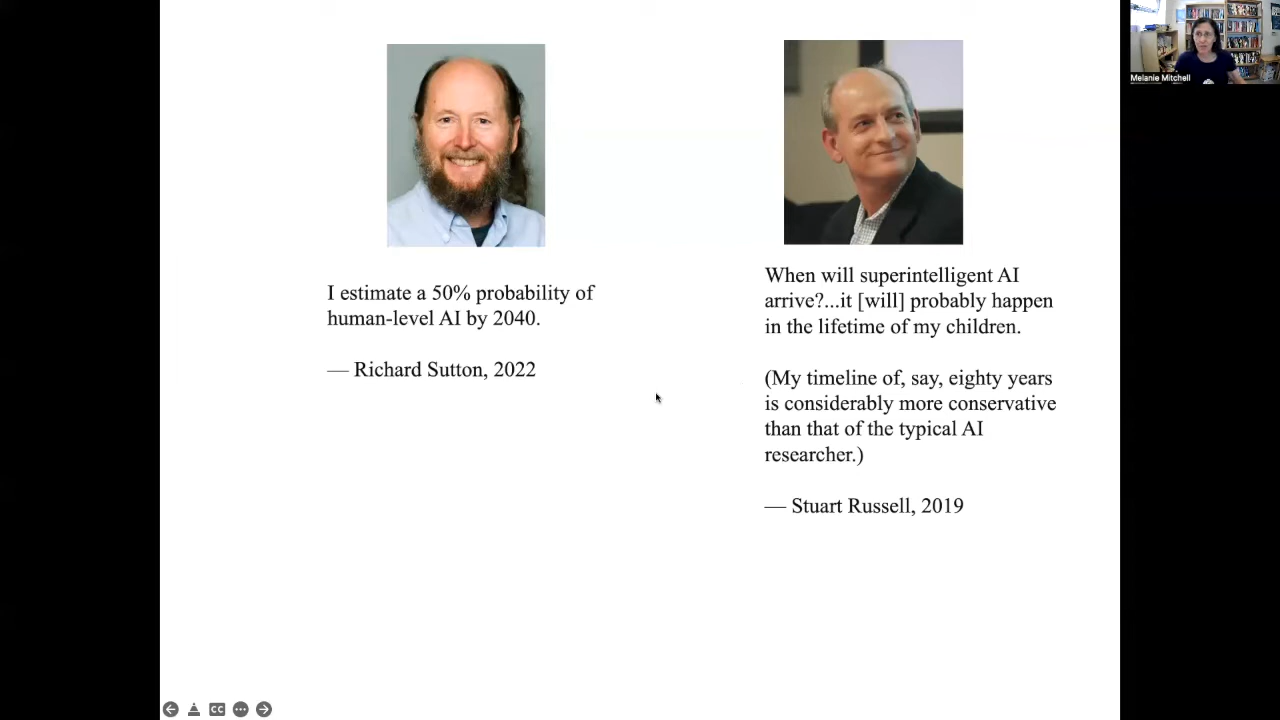 Melanie Mitchell
I estimate a 50% probability of
human-level AI by 2040.
— Richard Sutton, 2022
When will superintelligent AI
arrive?...it [will] probably happen
in the lifetime of my children.
(My timeline of, say, eighty years
is considerably more conservative
than that of the typical AI
researcher.)
— Stuart Russell, 2019
CC